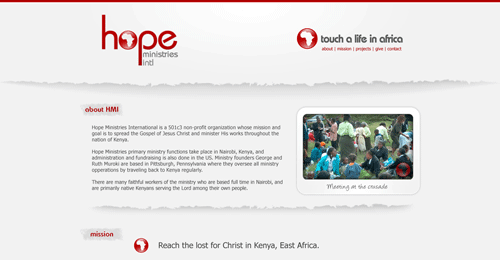 hope
ministries
intl
touch a life in africa
about | mission | projects | give | contact
about HMI
Hope Ministries International is a 501c3 non-profit organization whose mission and
goal is to spread the Gospel of Jesus Christ and minister His works throughout the
nation of Kenya.
Hope Ministries primary ministry functions take place in Nairobi, Kenya, and
administration and fundraising is also done in the US. Ministry founders George and
Ruth Muroki are based in Pittsburgh, Pennsylvania where they oversee all ministry
opperations by traveling back to Kenya regularly.
There are many faithful workers of the ministry who are based full time in Nairobi, and
are primarily native Kenyans serving the Lord among their own people.
Meeting at the crusade
mission
Reach the lost for Christ in Kenya, East Africa.